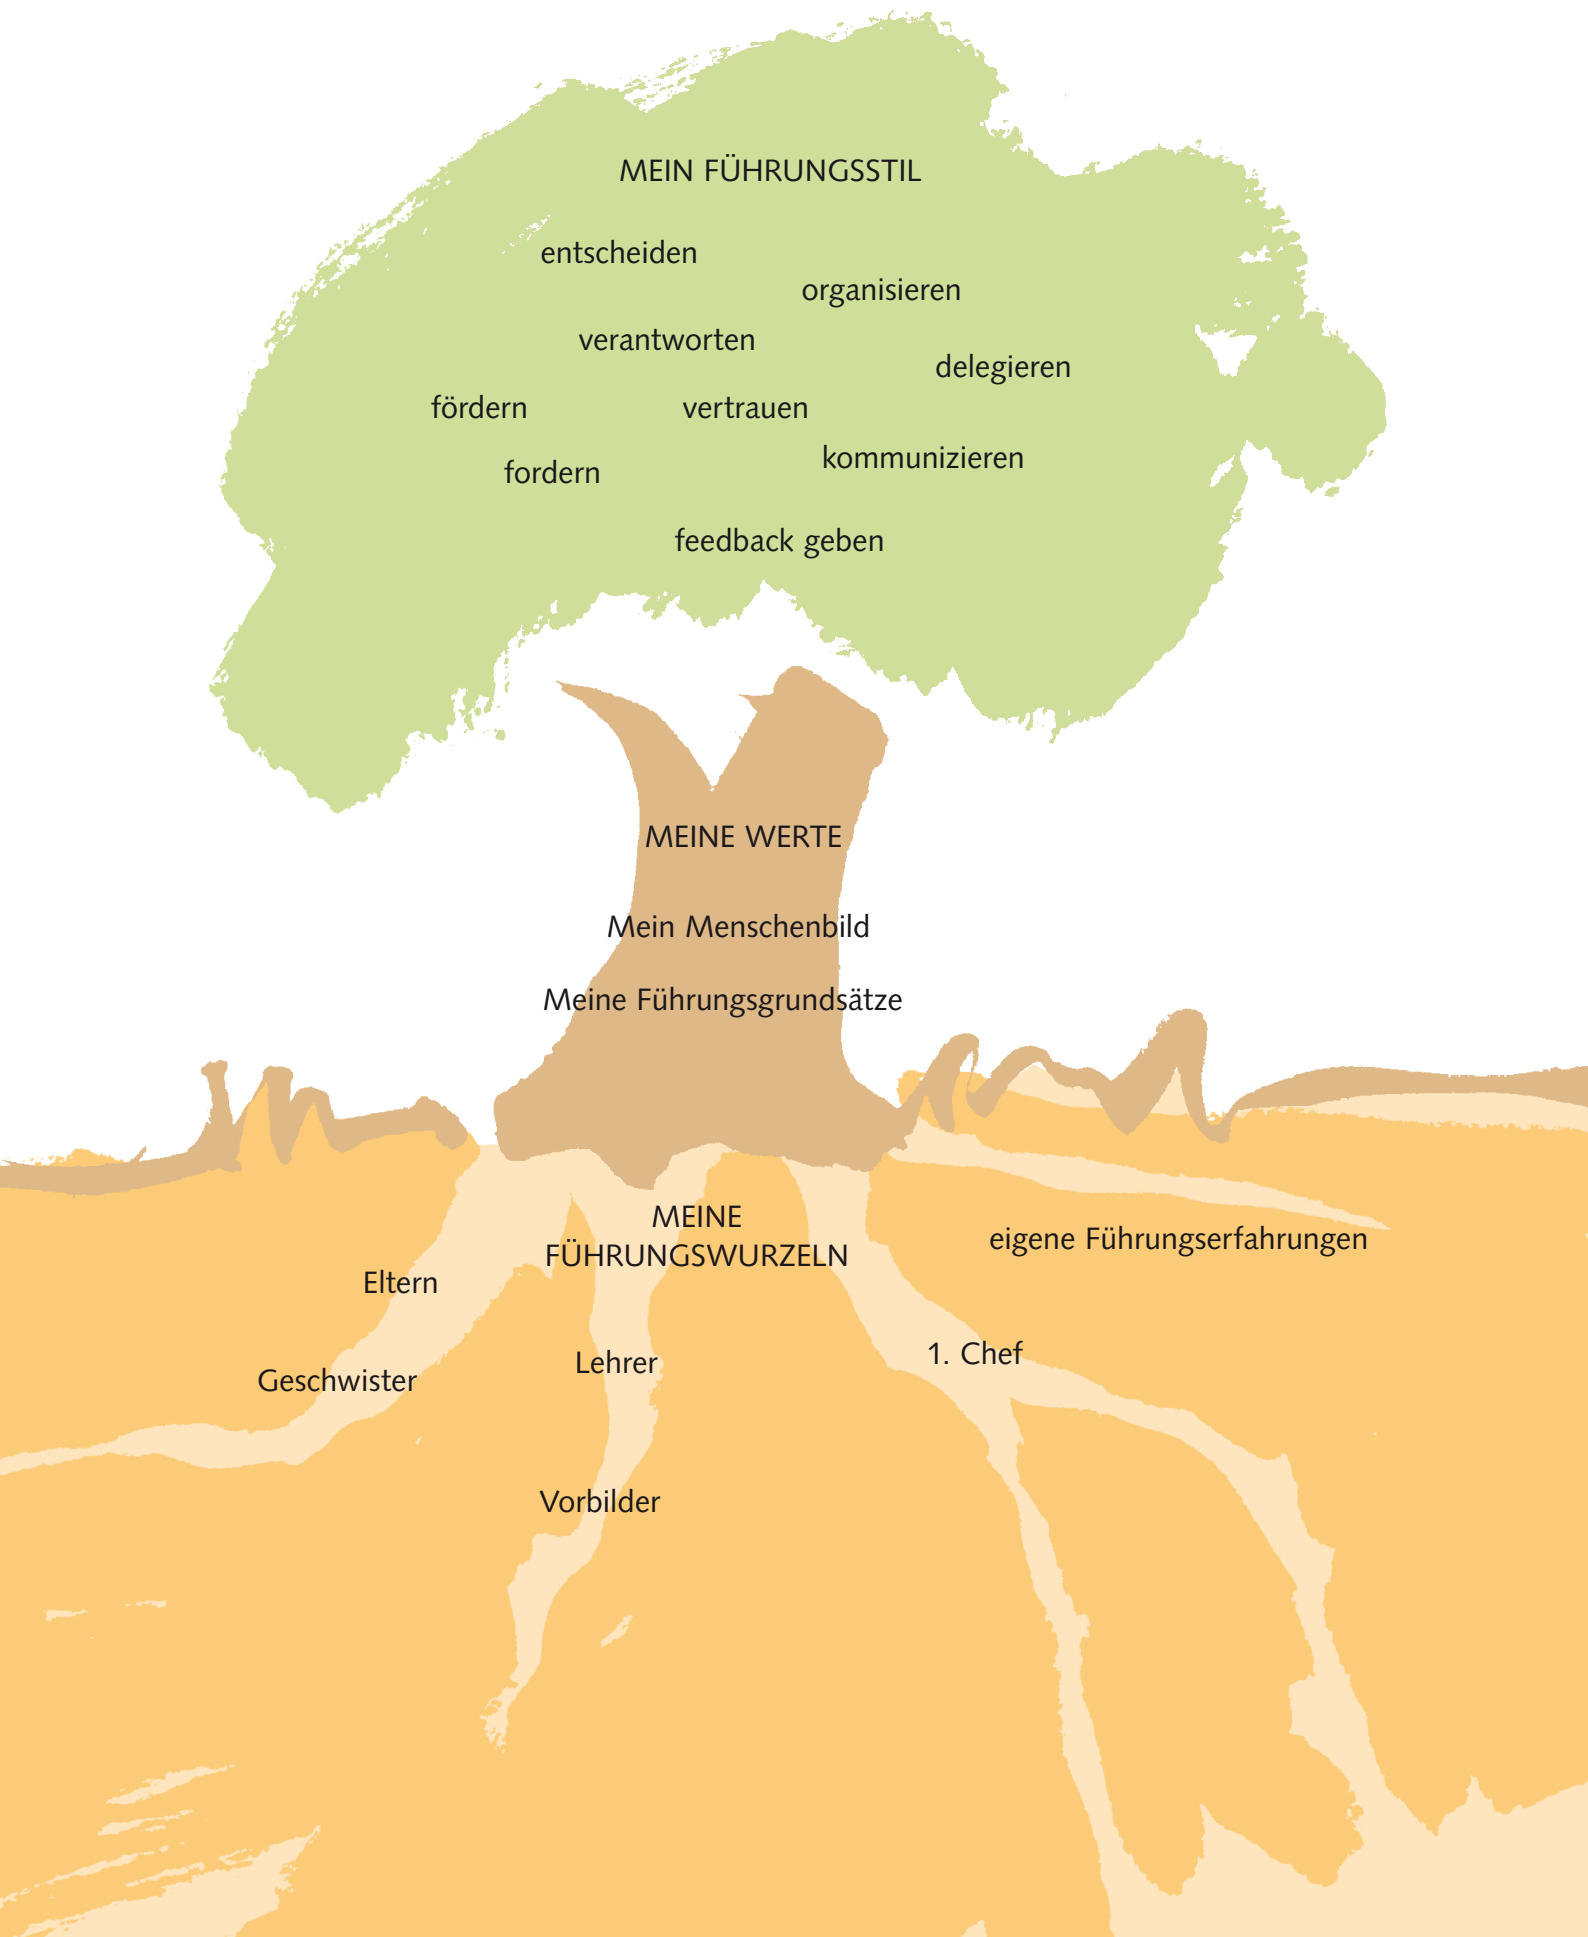 MEIN FÜHRUNGSSTIL
entscheiden
organisieren
verantworten
delegieren
fördern
vertrauen
kommunizieren
fordern
feedback geben
MEINE WERTE
Mein Menschenbild
Meine Führungsgrundsätze
MEINE
FÜHRUNGSWURZELN
eigene Führungserfahrungen
Eltern
1. Chef
Lehrer
Geschwister
Vorbilder